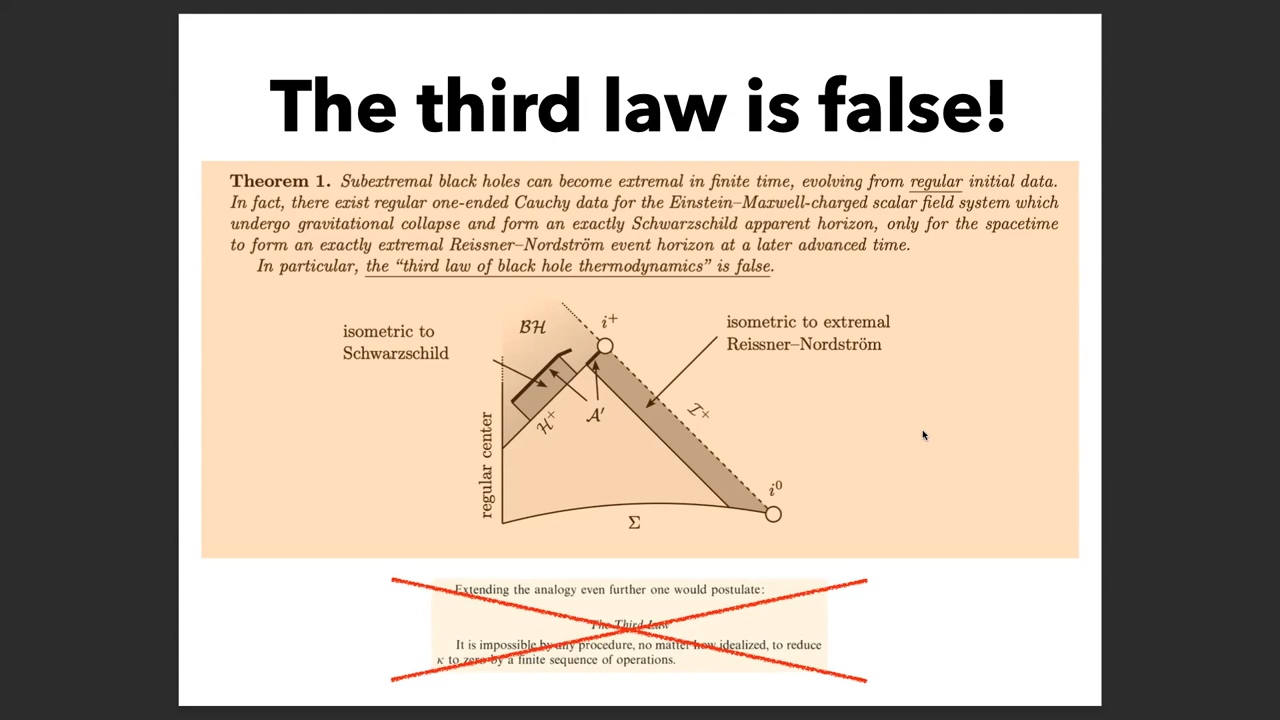 The third law is false!
Theorem 1. Subextremal black holes can become extremal in finite time, evolving from regular initial data.
In fact, there exist regular one-ended Cauchy data for the Einstein–Maxwell-charged scalar field system which
undergo gravitational collapse and form an exactly Schwarzschild apparent horizon, only for the spacetime
to form an exactly extremal Reissner–Nordström event horizon at a later advanced time.
In particular, the “third law of black hole thermodynamics” is false.
isometric to
Schwarzschild
BH
i⁺
isometric to extremal
Reissner–Nordström
regular center
H⁺
A′
I⁺
i⁰
Σ
Extending the analogy even further one would postulate:
The Third Law
It is impossible by any procedure, no matter how idealized, to reduce
κ to zero by a finite sequence of operations.